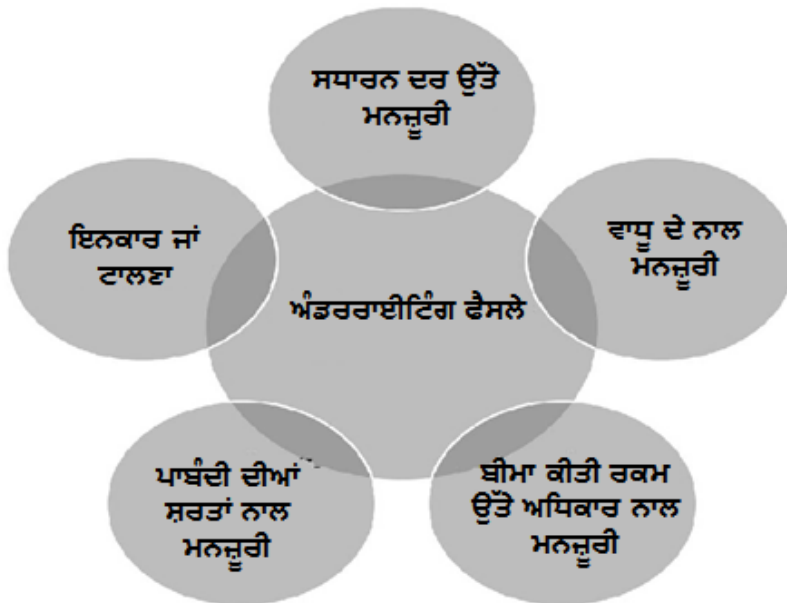 ਸਧਾਰਨ ਦਰ ਉੱਤੇ
ਮਨਜ਼ੂਰੀ
ਇਨਕਾਰ ਜਾਂ
ਟਾਲਣਾ
ਵਾਧੂ ਦੇ ਨਾਲ
ਮਨਜ਼ੂਰੀ
ਅੰਡਰਰਾਈਟਿੰਗ ਫੈਸਲੇ
ਪਾਬੰਦੀ ਦੀਆਂ
ਸ਼ਰਤਾਂ ਨਾਲ
ਮਨਜ਼ੂਰੀ
ਬੀਮਾ ਕੀਤੀ ਰਕਮ
ਉੱਤੇ ਅਧਿਕਾਰ ਨਾਲ
ਮਨਜ਼ੂਰੀ